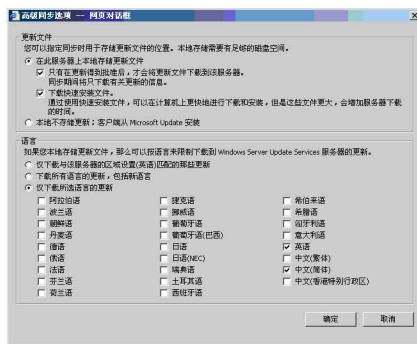 高级同步选项 -- 网页对话框
更新文件
您可以指定同步时用于存储更新文件的位置。本地存储需要有足够的磁盘空间。
在此服务器上本地存储更新文件
只有在更新得到批准后，才会将更新文件下载到该服务器。
同步期间将只下载有关更新的信息。
下载快速安装文件。
通过使用快速安装文件，可以在计算机上更快地进行下载和安装，但是这些文件更大，会增加服务器下载
的时间。
本地不存储更新；客户端从 Microsoft Update 安装
语言
如果您本地存储更新文件，那么可以按语言来限制下载到 Windows Server Update Services 服务器的更新。
仅下载与该服务器的区域设置(英语)匹配的那些更新
下载所有语言的更新，包括新语言
仅下载所选语言的更新
阿拉伯语 捷克语 希伯来语
波兰语 挪威语 希腊语
朝鲜语 葡萄牙语 匈牙利语
丹麦语 葡萄牙语(巴西) 意大利语
德语 日语 英语
俄语 日语(NEC) 中文(繁体)
法语 瑞典语 中文(简体)
芬兰语 土耳其语 中文(香港特别行政区)
荷兰语 西班牙语
确定 取消